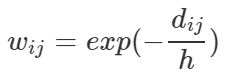 w_{ij} = exp(-\frac{d_{ij}}{h})